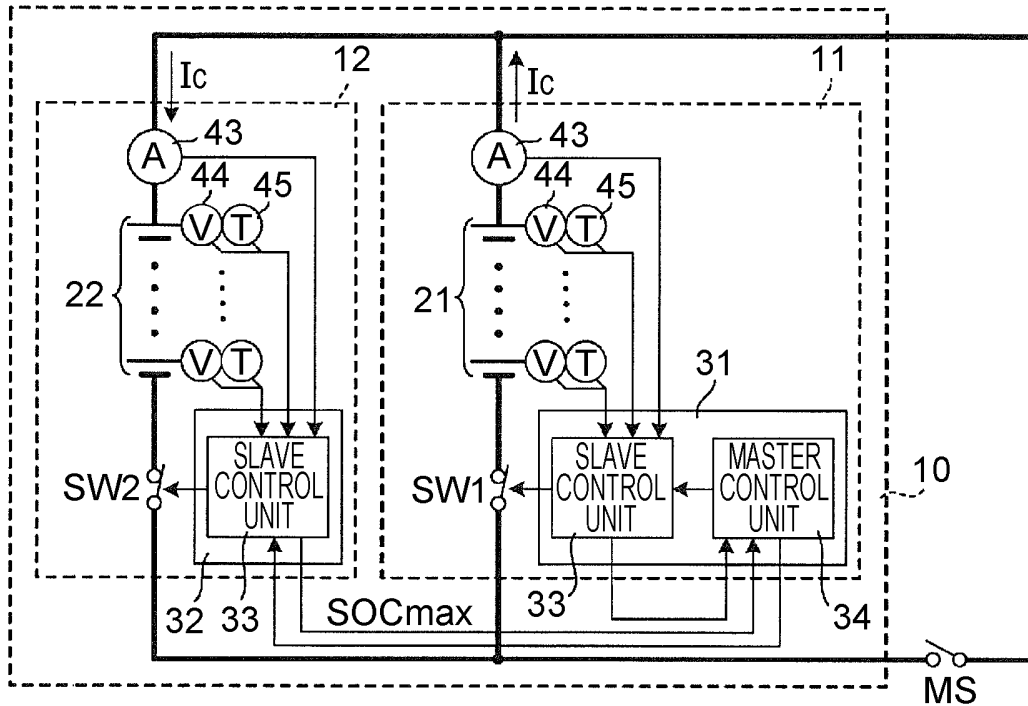 12
11
Ic
Ic
43
43
A
A
44
45
44
45
V
T
V
T
22
21
V
T
V
T
31
SW2
SLAVE
CONTROL
UNIT
SW1
SLAVE
CONTROL
UNIT
MASTER
CONTROL
UNIT
10
32
33
SOCmax
33
34
MS